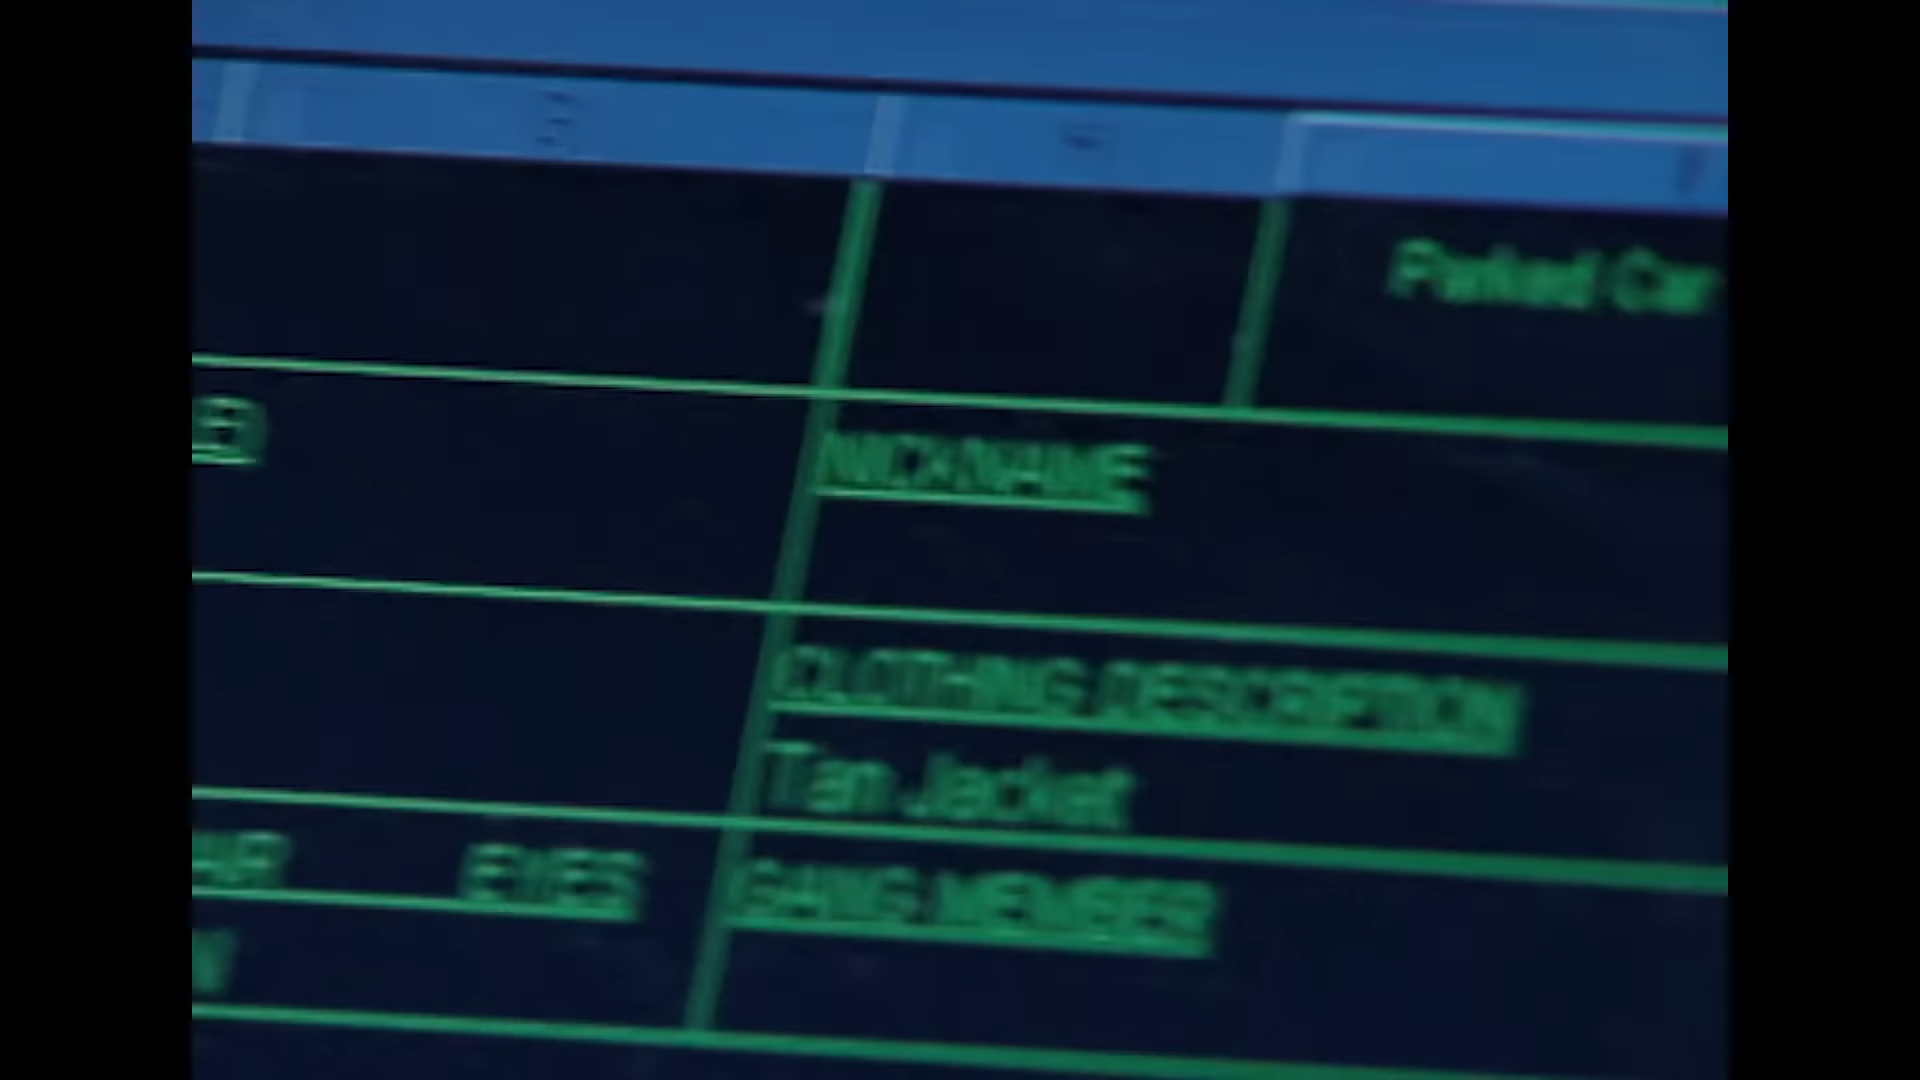 Parked Car
NICKNAME
CLOTHING DESCRIPTION
Tan Jacket
EYES
GANG MEMBER